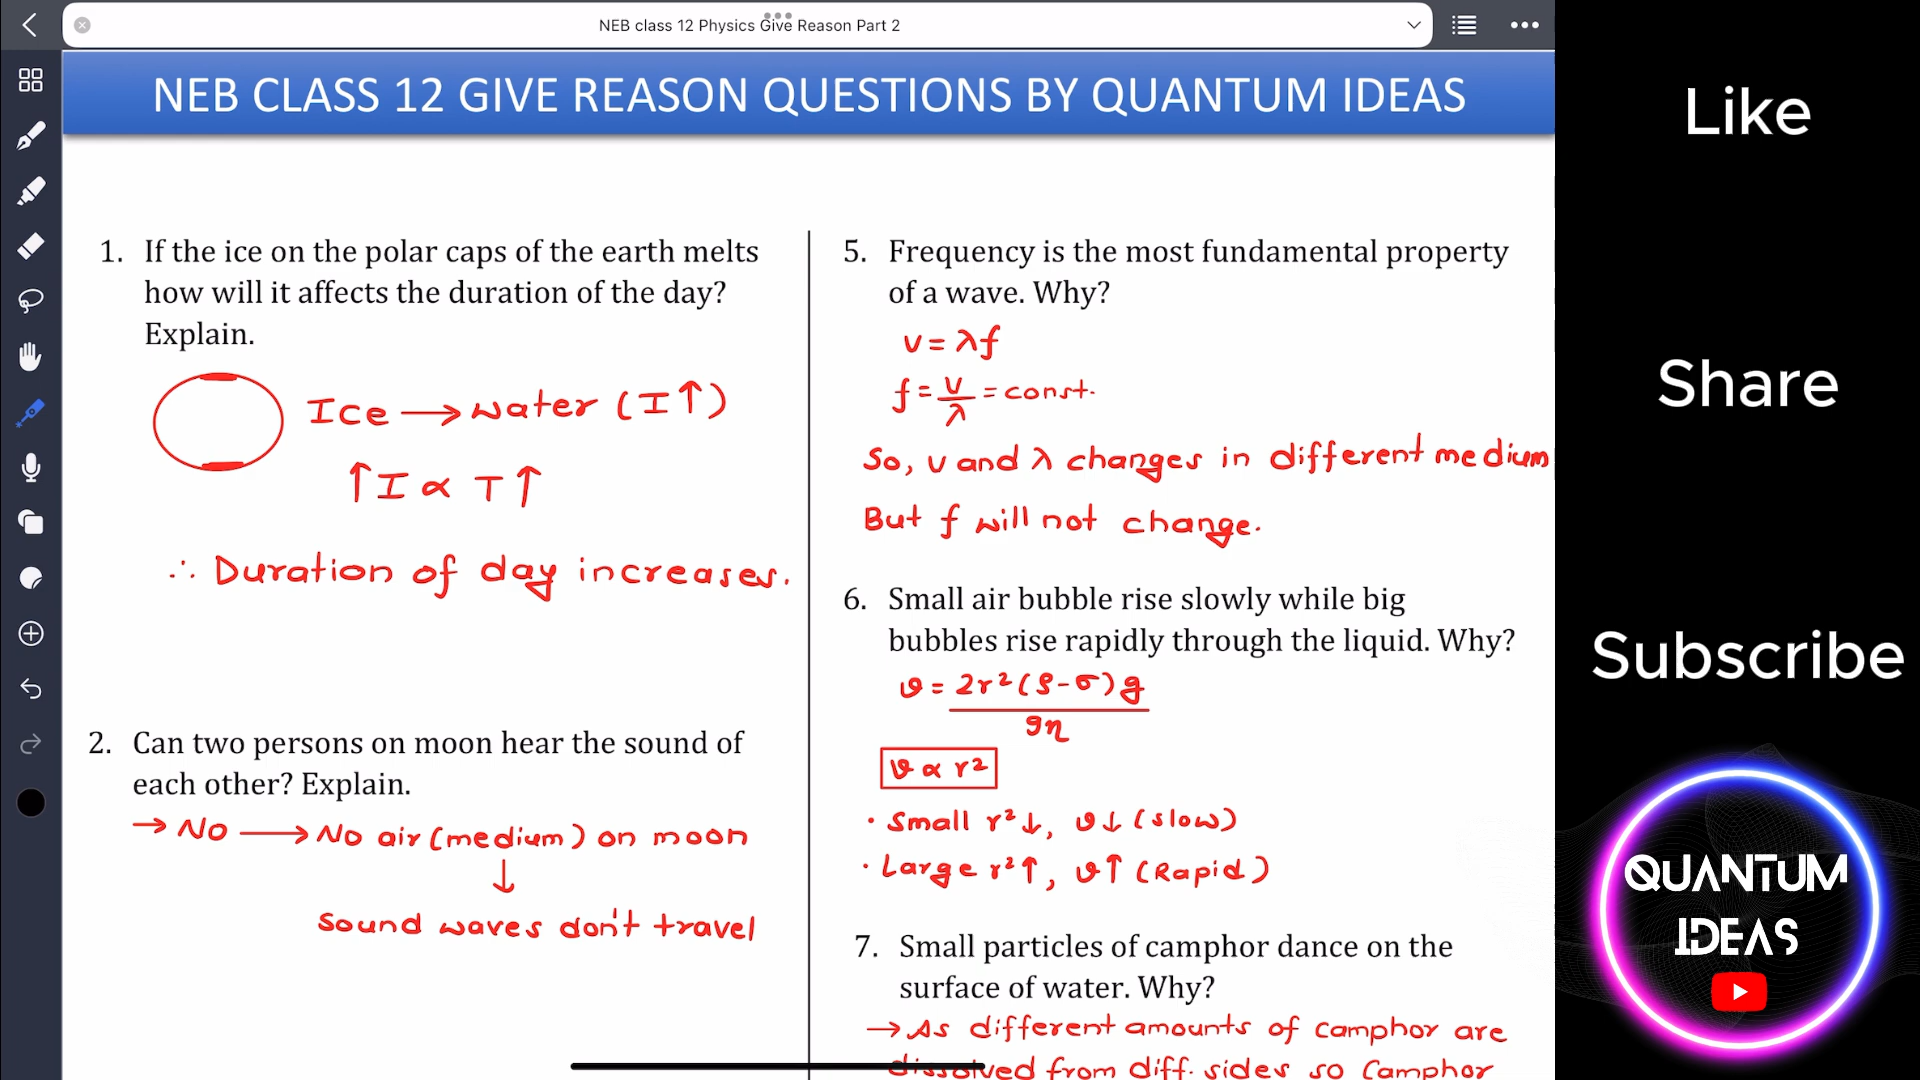 NEB class 12 Physics Give Reason Part 2
NEB CLASS 12 GIVE REASON QUESTIONS BY QUANTUM IDEAS
1. If the ice on the polar caps of the earth melts
how will it affects the duration of the day?
Explain.
Ice → water (I↑)
↑I ∝ T↑
∴ Duration of day increases.
2. Can two persons on moon hear the sound of
each other? Explain.
→ No → No air (medium) on moon
↓
Sound waves don't travel
5. Frequency is the most fundamental property
of a wave. Why?
v = λf
f = v/λ = const.
So, v and λ changes in different medium
But f will not change.
6. Small air bubble rise slowly while big
bubbles rise rapidly through the liquid. Why?
v = 2r²(ρ-σ)g
9η
v ∝ r²
• Small r²↓, v↓ (slow)
• Large r²↑, v↑ (Rapid)
7. Small particles of camphor dance on the
surface of water. Why?
→ As different amounts of camphor are
dissolved from diff. sides so camphor
Like
Share
Subscribe
QUANTUM
IDEAS